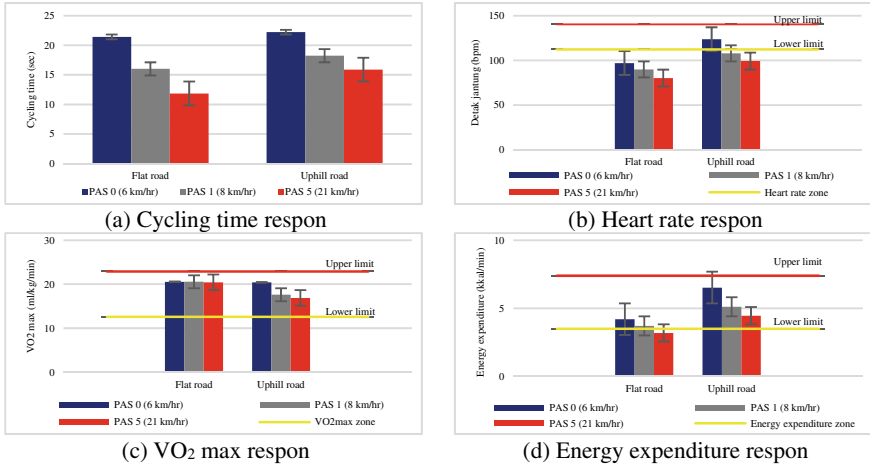 25
20
15
10
5
0
Cycling time (sec)
Flat road
Uphill road
PAS 0 (6 km/hr)
PAS 1 (8 km/hr)
PAS 5 (21 km/hr)
(a) Cycling time respon
150
100
50
0
Detak jantung (bpm)
Upper limit
Lower limit
Flat road
Uphill road
PAS 0 (6 km/hr)
PAS 1 (8 km/hr)
PAS 5 (21 km/hr)
Heart rate zone
(b) Heart rate respon
30
20
10
0
VO2 max (ml/kg/min)
Upper limit
Lower limit
Flat road
Uphill road
PAS 0 (6 km/hr)
PAS 1 (8 km/hr)
PAS 5 (21 km/hr)
VO2max zone
(c) VO₂ max respon
10
5
0
Energy expenditure (kkal/min)
Upper limit
Lower limit
Flat road
Uphill road
PAS 0 (6 km/hr)
PAS 1 (8 km/hr)
PAS 5 (21 km/hr)
Energy expenditure zone
(d) Energy expenditure respon